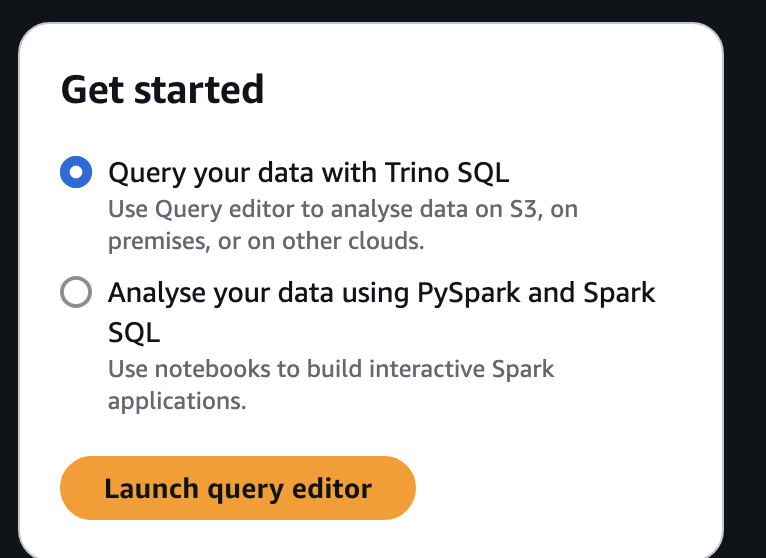 Get started
Query your data with Trino SQL
Use Query editor to analyse data on S3, on
premises, or on other clouds.
Analyse your data using PySpark and Spark
SQL
Use notebooks to build interactive Spark
applications.
Launch query editor